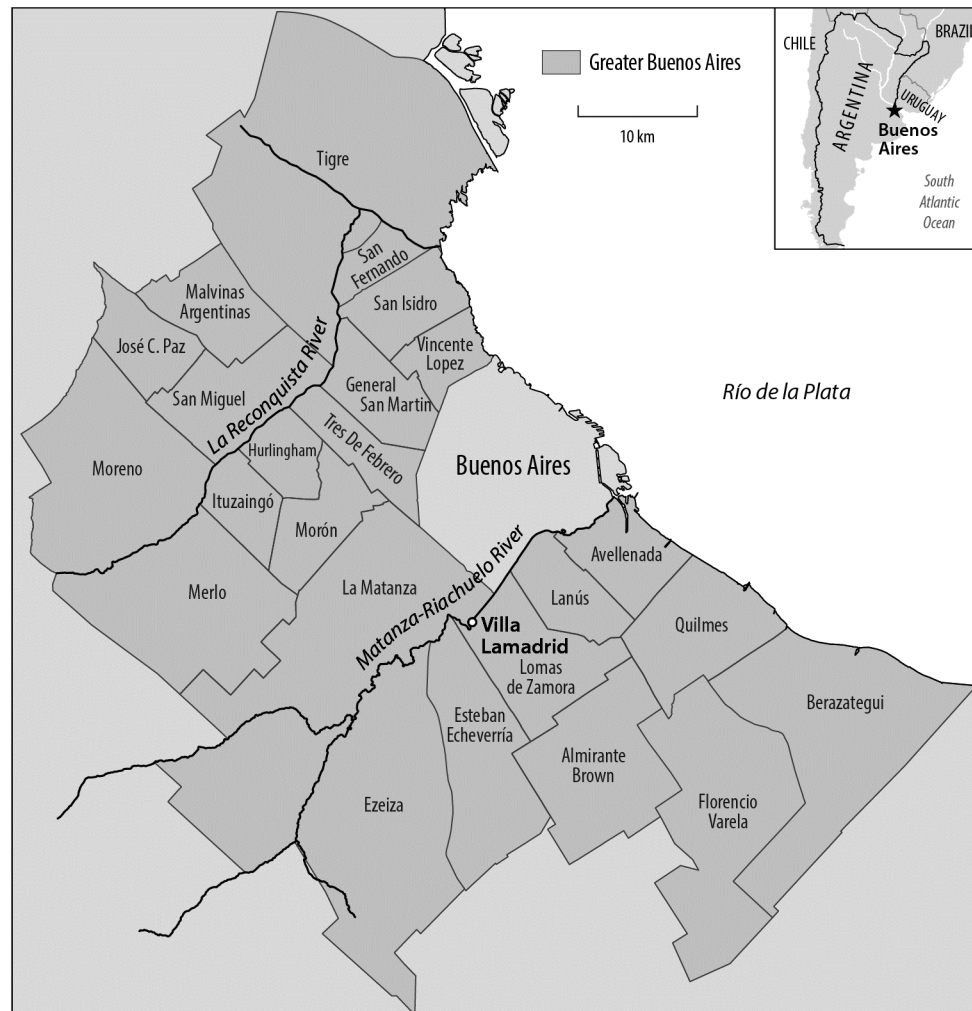 Greater Buenos Aires
10 km
CHILE
BRAZIL
ARGENTINA
URUGUAY
Buenos
Aires
South
Atlantic
Ocean
Tigre
San
Fernando
Malvinas
Argentinas
San Isidro
José C. Paz
Vincente
Lopez
La Reconquista River
General
San Martin
San Miguel
Río de la Plata
Tres De Febrero
Hurlingham
Moreno
Buenos Aires
Ituzaingó
Morón
Avellenada
Matanza-Riachuelo River
La Matanza
Merlo
Lanús
Villa
Lamadrid
Quilmes
Lomas
de Zamora
Berazategui
Esteban
Echeverría
Almirante
Brown
Ezeiza
Florencio
Varela